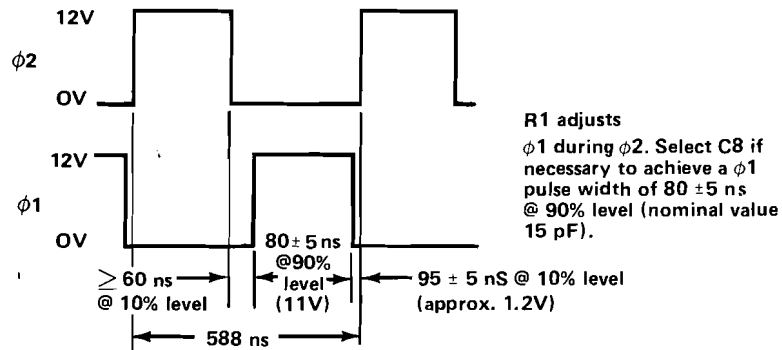 12V
ϕ2
0V
12V
ϕ1
0V
R1 adjusts
ϕ1 during ϕ2. Select C8 if
necessary to achieve a ϕ1
pulse width of 80 ±5 ns
@ 90% level (nominal value
15 pF).
≥ 60 ns
@ 10% level
80± 5 ns
@90%
level
(11V)
95 ± 5 nS @ 10% level
(approx. 1.2V)
588 ns